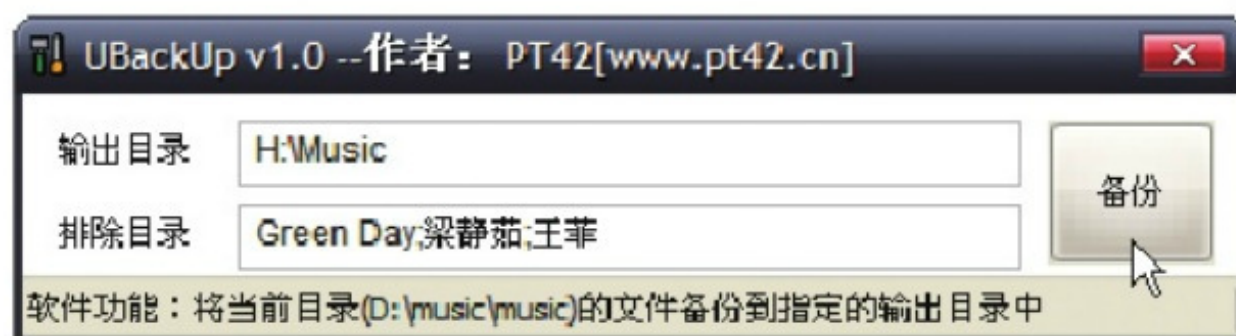 UBackUp v1.0 --作者： PT42[www.pt42.cn]
输出目录 H:\Music
备份
排除目录 Green Day;梁静茹;王菲
软件功能：将当前目录(D:\music\music)的文件备份到指定的输出目录中